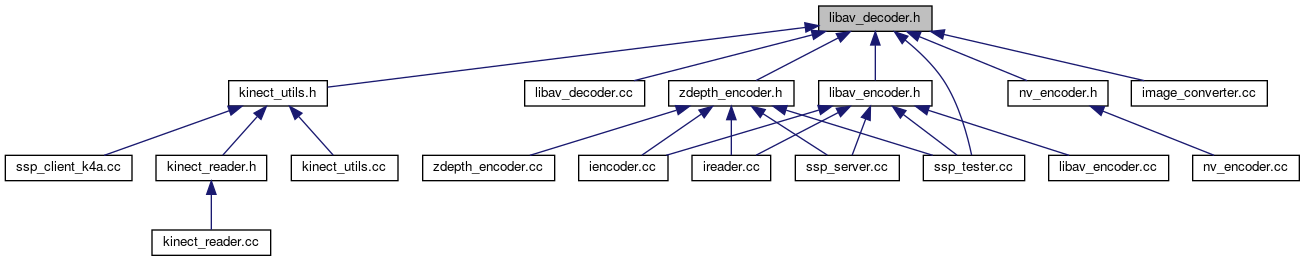 libav_decoder.h
kinect_utils.h
libav_decoder.cc
zdepth_encoder.h
libav_encoder.h
nv_encoder.h
image_converter.cc
ssp_client_k4a.cc
kinect_reader.h
kinect_utils.cc
zdepth_encoder.cc
iencoder.cc
ireader.cc
ssp_server.cc
ssp_tester.cc
libav_encoder.cc
nv_encoder.cc
kinect_reader.cc